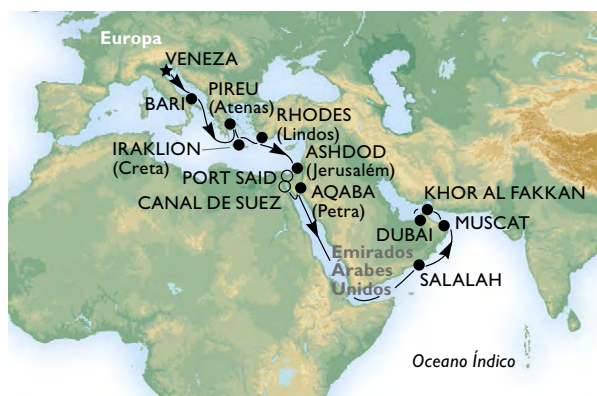 Europa
VENEZA
BARI
PIREU
(Atenas)
RHODES
(Lindos)
IRAKLION
(Creta)
ASHDOD
(Jerusalém)
PORT SAID
CANAL DE SUEZ
AQABA
(Petra)
KHOR AL FAKKAN
DUBAI
MUSCAT
Emirados
Árabes
Unidos
SALALAH
Oceano Índico